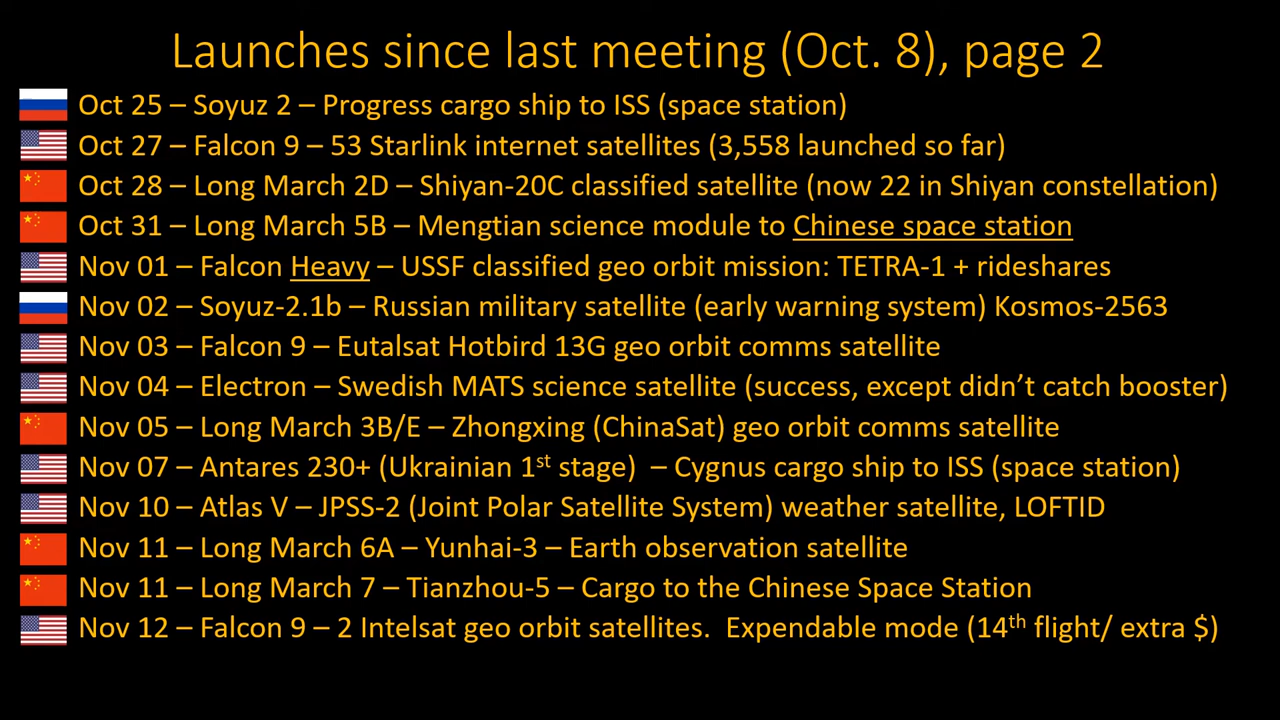 Launches since last meeting (Oct. 8), page 2
Oct 25 – Soyuz 2 – Progress cargo ship to ISS (space station)
Oct 27 – Falcon 9 – 53 Starlink internet satellites (3,558 launched so far)
Oct 28 – Long March 2D – Shiyan-20C classified satellite (now 22 in Shiyan constellation)
Oct 31 – Long March 5B – Mengtian science module to Chinese space station
Nov 01 – Falcon Heavy – USSF classified geo orbit mission: TETRA-1 + rideshares
Nov 02 – Soyuz-2.1b – Russian military satellite (early warning system) Kosmos-2563
Nov 03 – Falcon 9 – Eutalsat Hotbird 13G geo orbit comms satellite
Nov 04 – Electron – Swedish MATS science satellite (success, except didn’t catch booster)
Nov 05 – Long March 3B/E – Zhongxing (ChinaSat) geo orbit comms satellite
Nov 07 – Antares 230+ (Ukrainian 1st stage) – Cygnus cargo ship to ISS (space station)
Nov 10 – Atlas V – JPSS-2 (Joint Polar Satellite System) weather satellite, LOFTID
Nov 11 – Long March 6A – Yunhai-3 – Earth observation satellite
Nov 11 – Long March 7 – Tianzhou-5 – Cargo to the Chinese Space Station
Nov 12 – Falcon 9 – 2 Intelsat geo orbit satellites. Expendable mode (14th flight/ extra $)